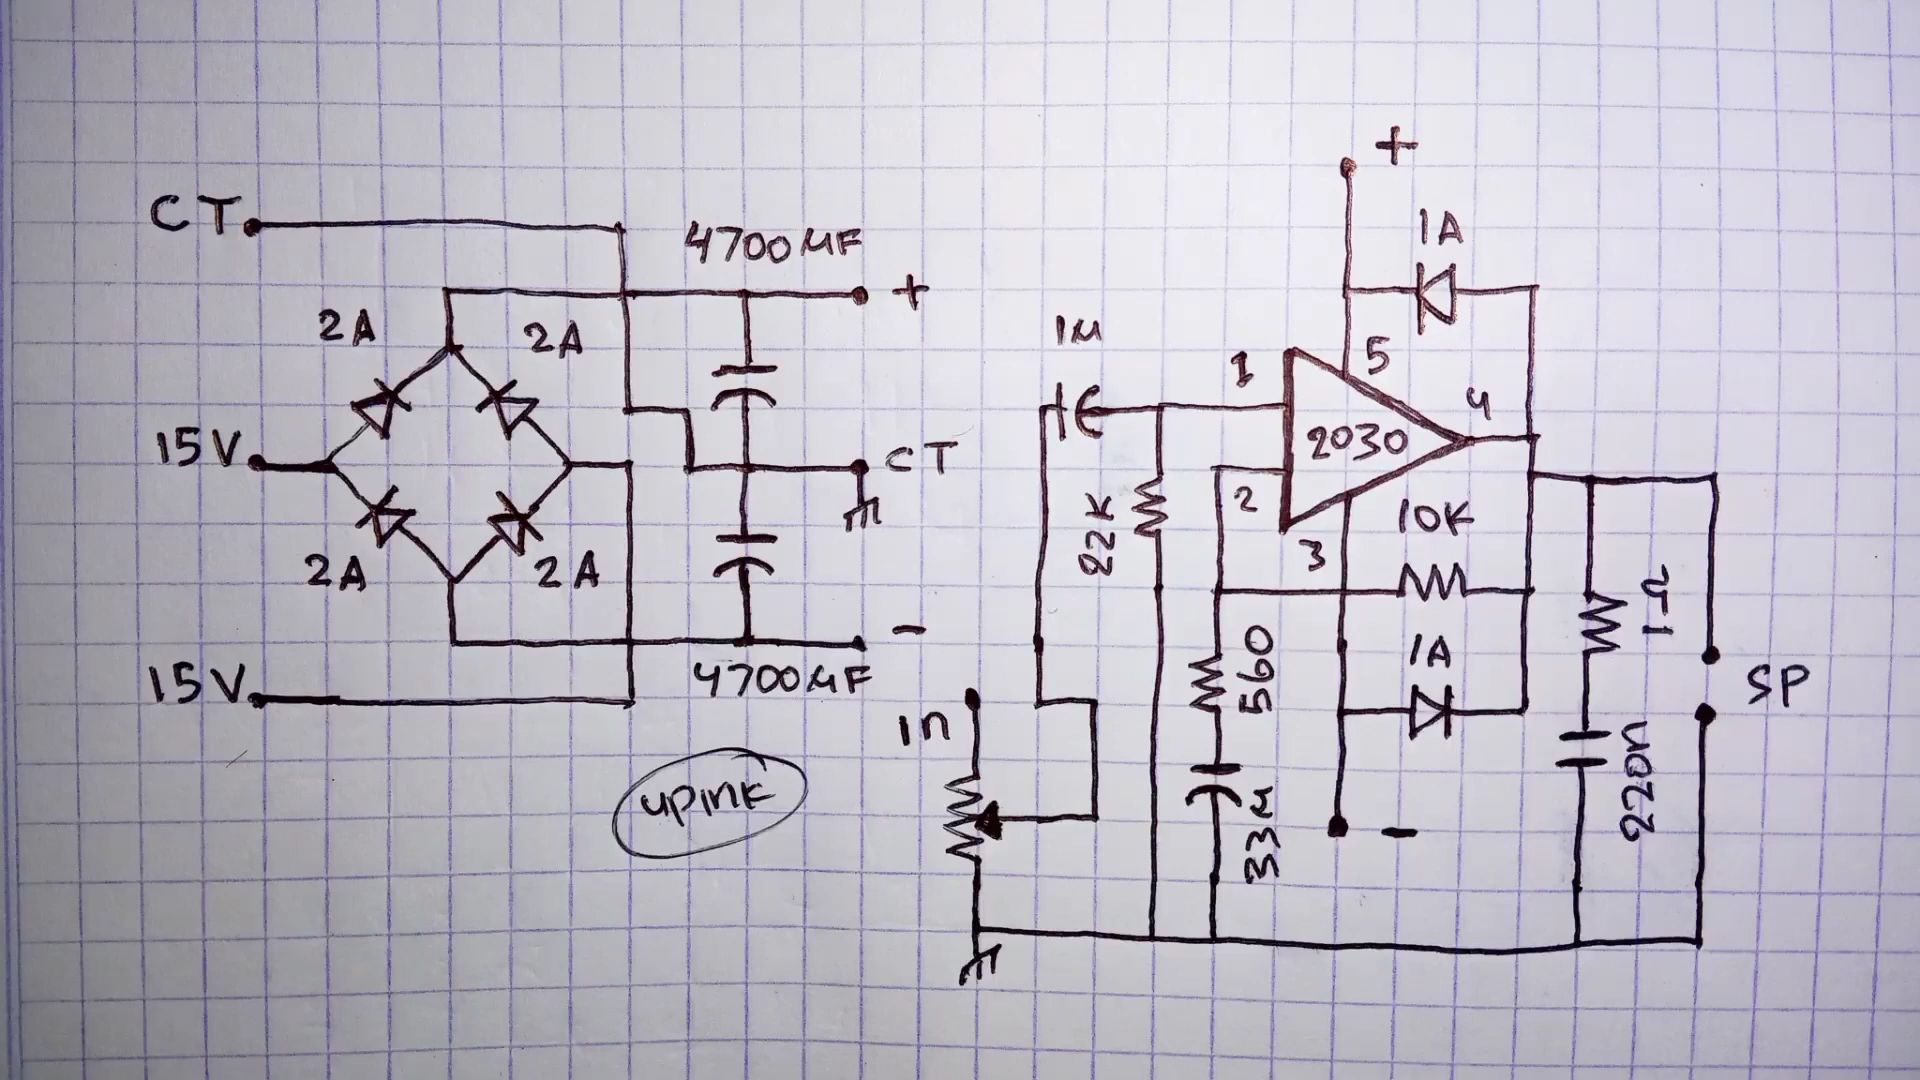 CT
4700MF
+
2A
2A
15V
CT
2A
2A
-
4700MF
15V
upink
+
1A
1M
1
5
4
2030
22K
2
10K
3
560
1A
1Ω
SP
in
33M
220n
-